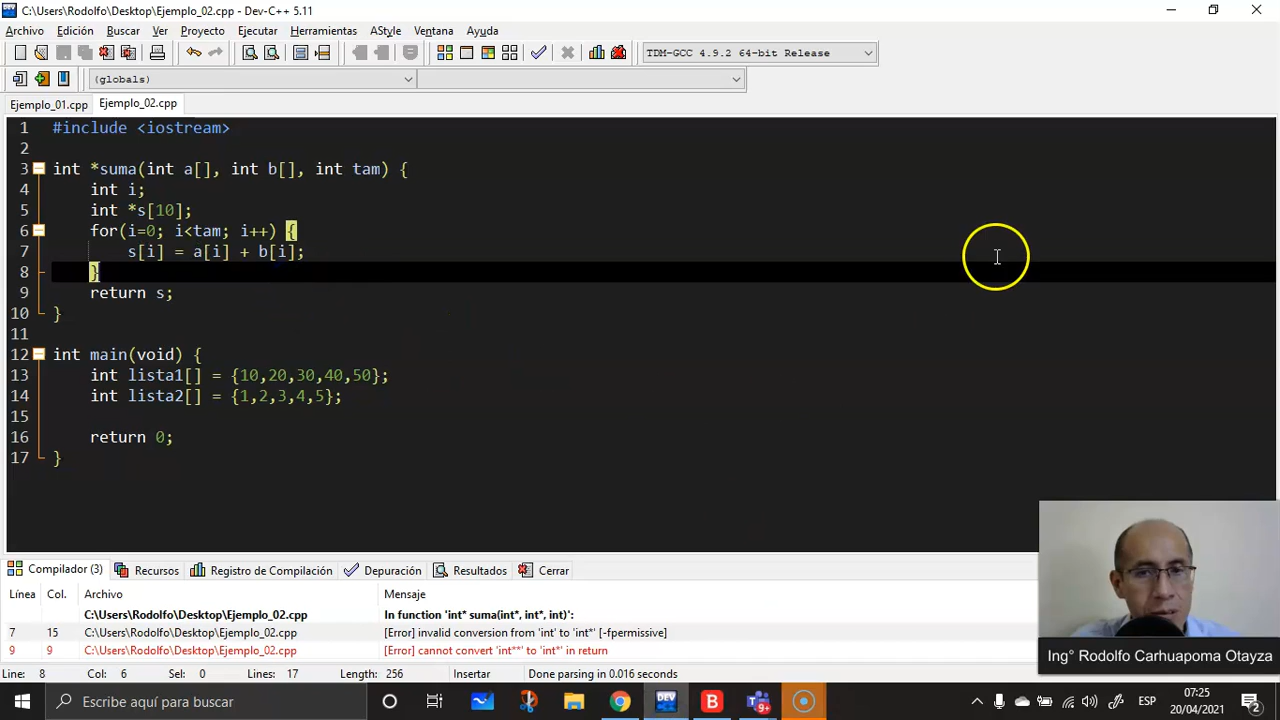 C:\Users\Rodolfo\Desktop\Ejemplo_02.cpp - Dev-C++ 5.11
Archivo Edición Buscar Ver Proyecto Ejecutar Herramientas AStyle Ventana Ayuda
TDM-GCC 4.9.2 64-bit Release
(globals)
Ejemplo_01.cpp Ejemplo_02.cpp
1 #include <iostream>
2
3 int *suma(int a[], int b[], int tam) {
4 int i;
5 int *s[10];
6 for(i=0; i<tam; i++) {
7 s[i] = a[i] + b[i];
8 }
9 return s;
10 }
11
12 int main(void) {
13 int lista1[] = {10,20,30,40,50};
14 int lista2[] = {1,2,3,4,5};
15
16 return 0;
17 }
Compilador (3) Recursos Registro de Compilación Depuración Resultados Cerrar
Línea Col. Archivo Mensaje
C:\Users\Rodolfo\Desktop\Ejemplo_02.cpp In function 'int* suma(int*, int*, int)':
7 15 C:\Users\Rodolfo\Desktop\Ejemplo_02.cpp [Error] invalid conversion from 'int' to 'int*' [-fpermissive]
9 9 C:\Users\Rodolfo\Desktop\Ejemplo_02.cpp [Error] cannot convert 'int**' to 'int*' in return
Line: 8 Col: 6 Sel: 0 Lines: 17 Length: 256 Insertar Done parsing in 0.016 seconds
Ing° Rodolfo Carhuapoma Otayza
Escribe aquí para buscar
DEV
B
9+
ESP
07:25
20/04/2021
2